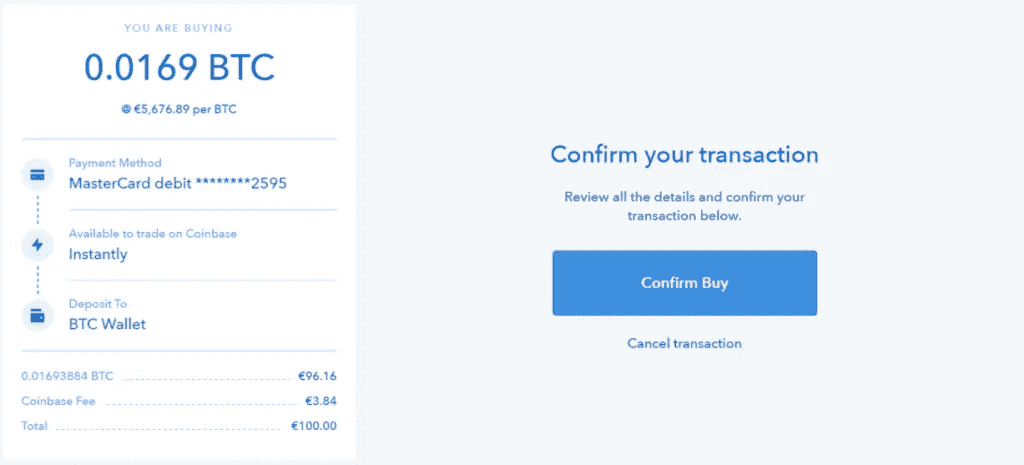 YOU ARE BUYING
0.0169 BTC
@ €5,676.89 per BTC
Payment Method
MasterCard debit ********2595
Available to trade on Coinbase
Instantly
Deposit To
BTC Wallet
0.01693884 BTC €96.16
Coinbase Fee €3.84
Total €100.00
Confirm your transaction
Review all the details and confirm your
transaction below.
Confirm Buy
Cancel transaction